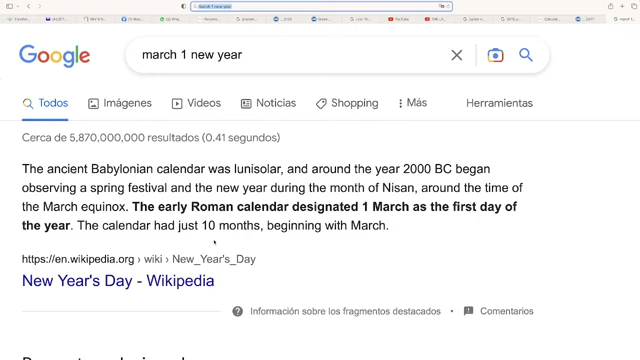 march 1 new year
Google
march 1 new year
Todos
Imágenes
Videos
Noticias
Shopping
Más
Herramientas
Cerca de 5,870,000,000 resultados (0.41 segundos)
The ancient Babylonian calendar was lunisolar, and around the year 2000 BC began
observing a spring festival and the new year during the month of Nisan, around the time of
the March equinox. The early Roman calendar designated 1 March as the first day of
the year. The calendar had just 10 months, beginning with March.
https://en.wikipedia.org › wiki › New_Year's_Day
New Year's Day - Wikipedia
Información sobre los fragmentos destacados • Comentarios